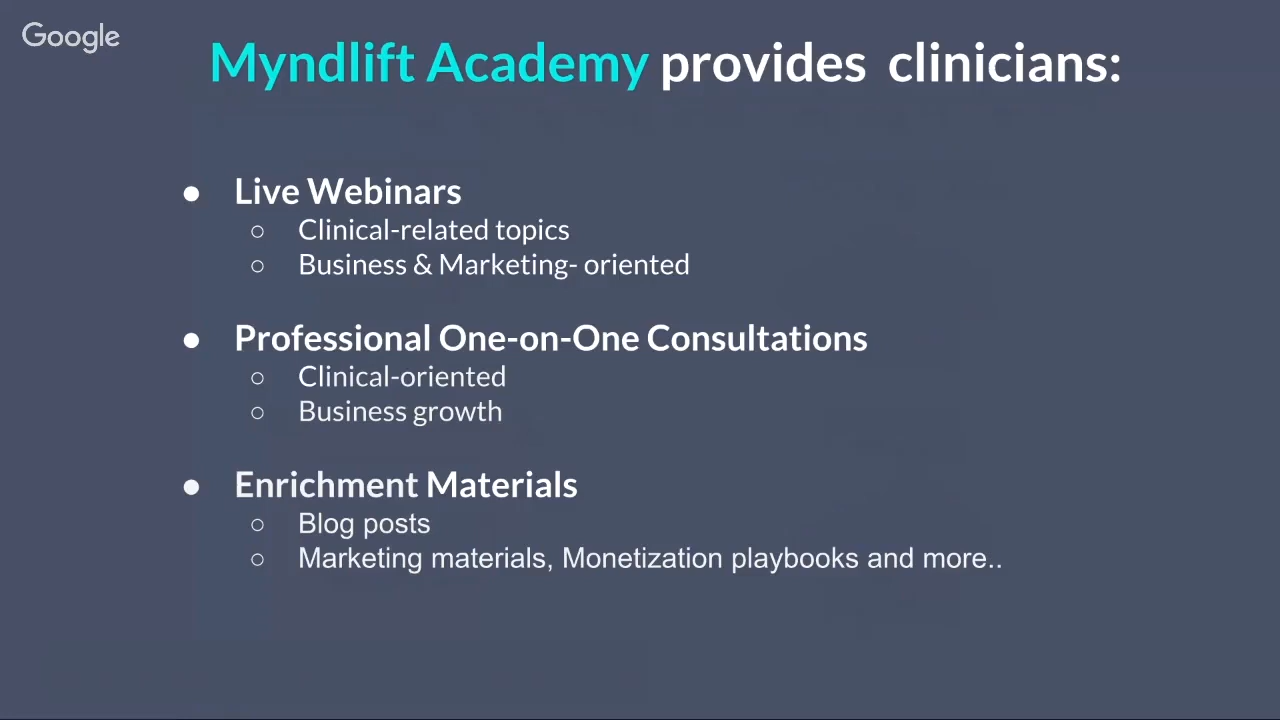 Google
Myndlift Academy provides clinicians:
● Live Webinars
○ Clinical-related topics
○ Business & Marketing- oriented
● Professional One-on-One Consultations
○ Clinical-oriented
○ Business growth
● Enrichment Materials
○ Blog posts
○ Marketing materials, Monetization playbooks and more..